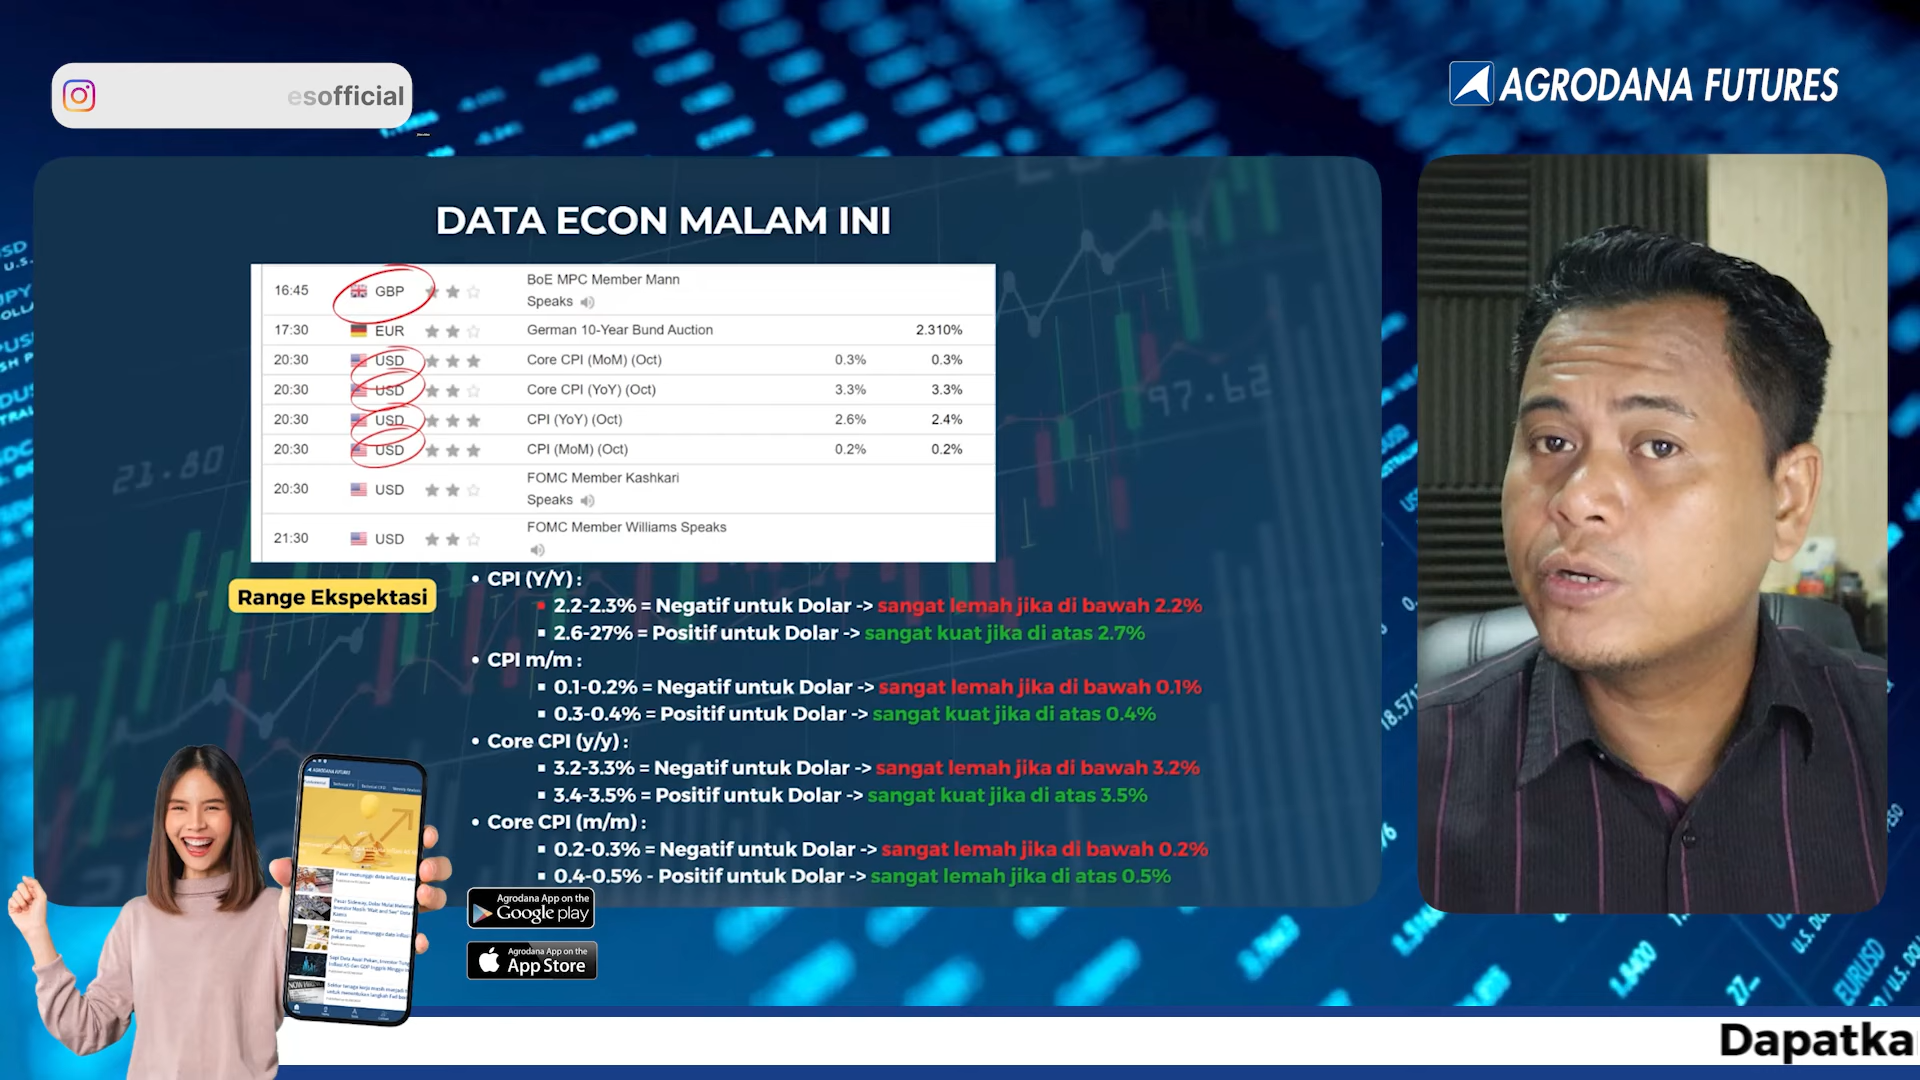 esofficial
AGRODANA FUTURES
DATA ECON MALAM INI
16:45 GBP BoE MPC Member Mann
Speaks
17:30 EUR German 10-Year Bund Auction 2.310%
20:30 USD Core CPI (MoM) (Oct) 0.3% 0.3%
20:30 USD Core CPI (YoY) (Oct) 3.3% 3.3%
20:30 USD CPI (YoY) (Oct) 2.6% 2.4%
20:30 USD CPI (MoM) (Oct) 0.2% 0.2%
20:30 USD FOMC Member Kashkari
Speaks
21:30 USD FOMC Member Williams Speaks
Range Ekspektasi
• CPI (Y/Y) :
▪ 2.2-2.3% = Negatif untuk Dolar -> sangat lemah jika di bawah 2.2%
▪ 2.6-27% = Positif untuk Dolar -> sangat kuat jika di atas 2.7%
• CPI m/m :
▪ 0.1-0.2% = Negatif untuk Dolar -> sangat lemah jika di bawah 0.1%
▪ 0.3-0.4% = Positif untuk Dolar -> sangat kuat jika di atas 0.4%
• Core CPI (y/y) :
▪ 3.2-3.3% = Negatif untuk Dolar -> sangat lemah jika di bawah 3.2%
▪ 3.4-3.5% = Positif untuk Dolar -> sangat kuat jika di atas 3.5%
• Core CPI (m/m) :
▪ 0.2-0.3% = Negatif untuk Dolar -> sangat lemah jika di bawah 0.2%
▪ 0.4-0.5% - Positif untuk Dolar -> sangat lemah jika di atas 0.5%
Agrodana App on the
Google play
Agrodana App on the
App Store
21.80
97.62
EURUSD
1.8400
Dapatka